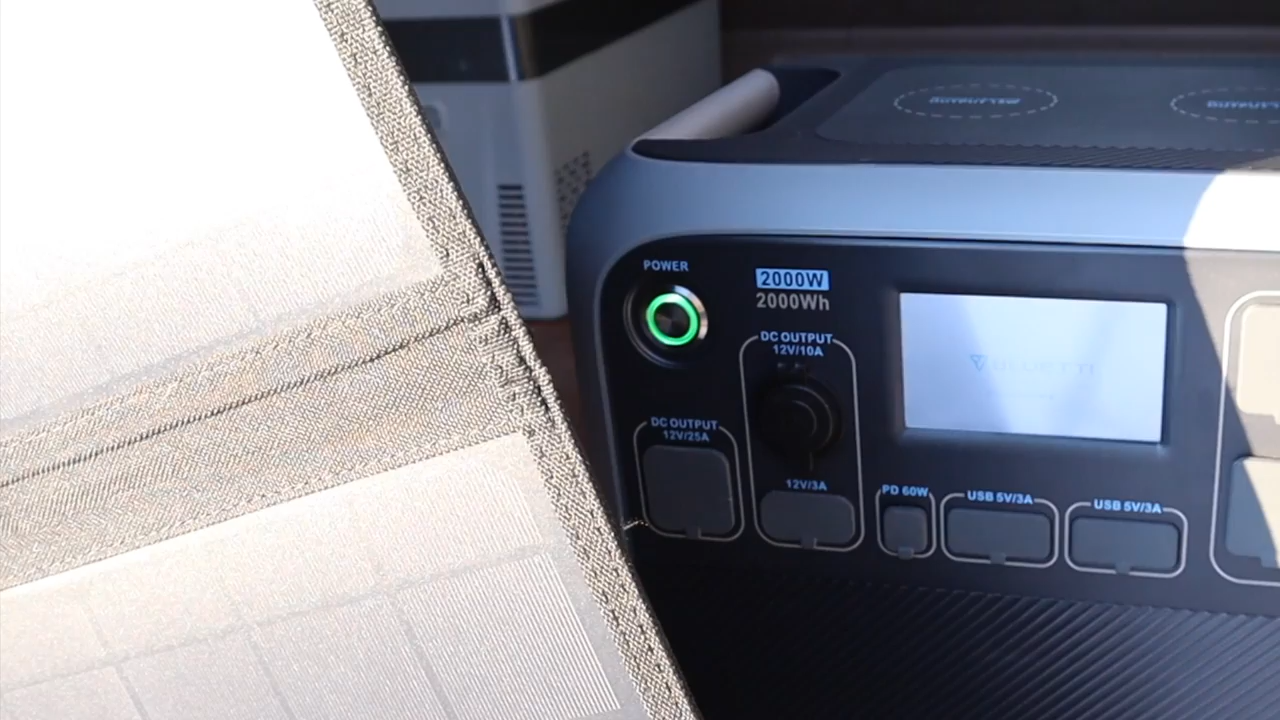 POWER
2000W
2000Wh
DC OUTPUT
12V/10A
DC OUTPUT
12V/25A
12V/3A
PD 60W
USB 5V/3A
USB 5V/3A
BLUETTI